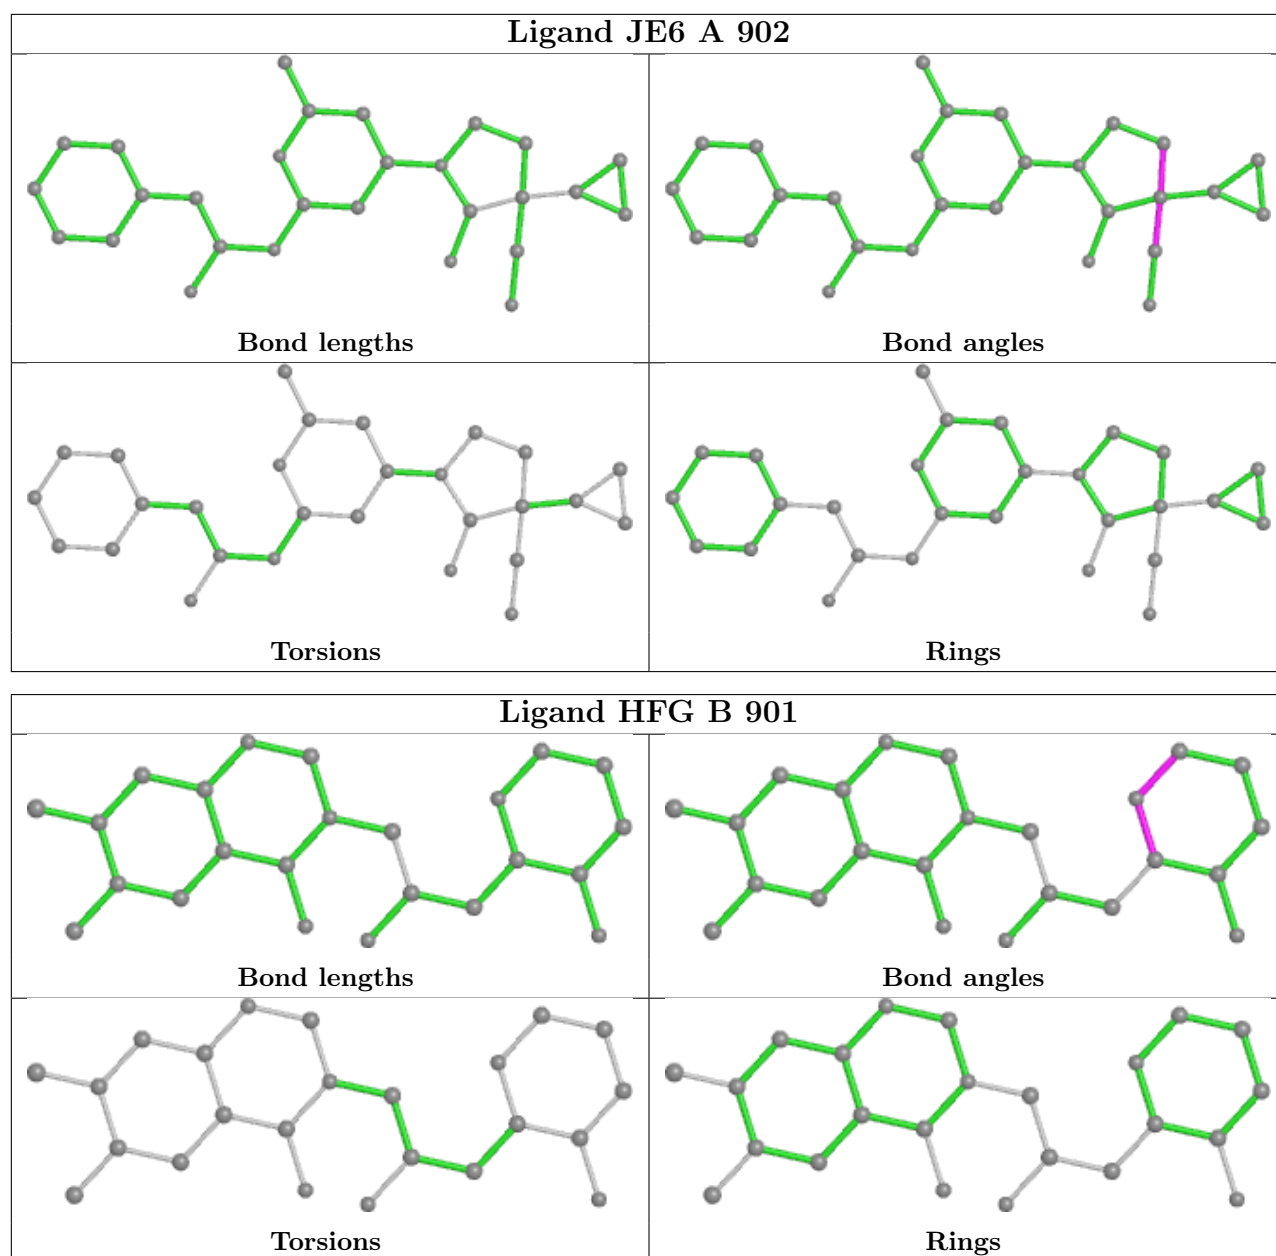 Ligand JE6 A 902
Bond lengths
Bond angles
Torsions
Rings
Ligand HFG B 901
Bond lengths
Bond angles
Torsions
Rings